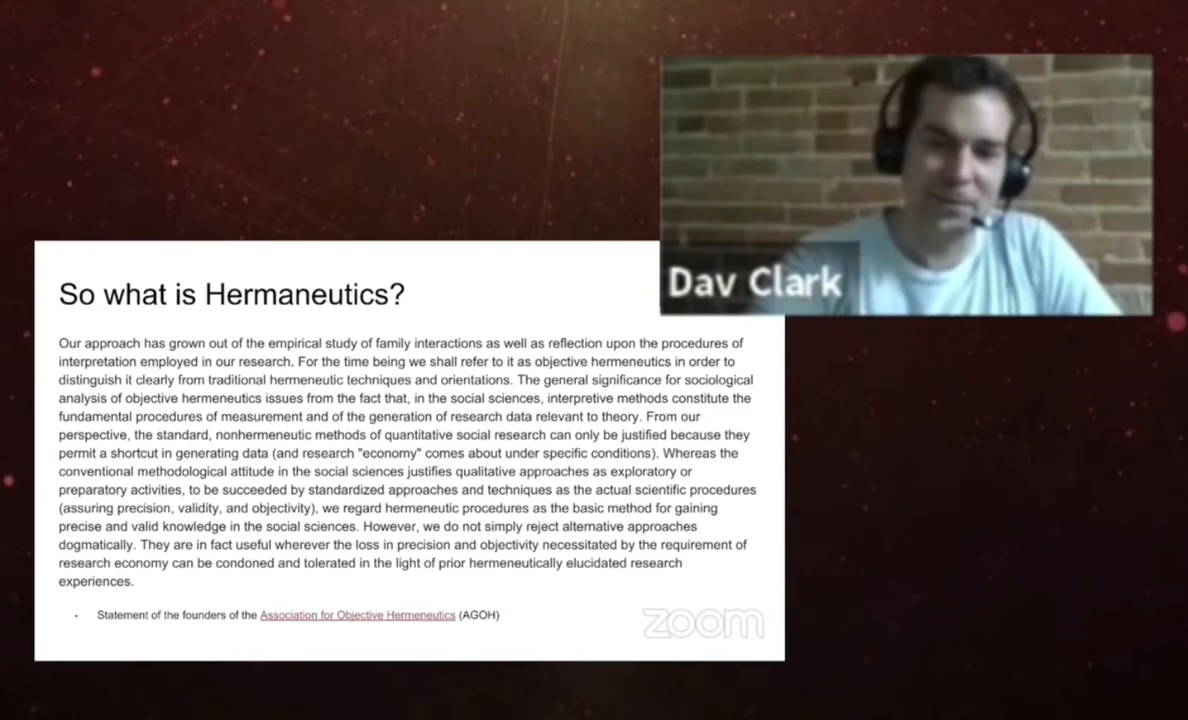 Dav Clark
So what is Hermaneutics?
Our approach has grown out of the empirical study of family interactions as well as reflection upon the procedures of
interpretation employed in our research. For the time being we shall refer to it as objective hermeneutics in order to
distinguish it clearly from traditional hermeneutic techniques and orientations. The general significance for sociological
analysis of objective hermeneutics issues from the fact that, in the social sciences, interpretive methods constitute the
fundamental procedures of measurement and of the generation of research data relevant to theory. From our
perspective, the standard, nonhermeneutic methods of quantitative social research can only be justified because they
permit a shortcut in generating data (and research "economy" comes about under specific conditions). Whereas the
conventional methodological attitude in the social sciences justifies qualitative approaches as exploratory or
preparatory activities, to be succeeded by standardized approaches and techniques as the actual scientific procedures
(assuring precision, validity, and objectivity), we regard hermeneutic procedures as the basic method for gaining
precise and valid knowledge in the social sciences. However, we do not simply reject alternative approaches
dogmatically. They are in fact useful wherever the loss in precision and objectivity necessitated by the requirement of
research economy can be condoned and tolerated in the light of prior hermeneutically elucidated research
experiences.
- Statement of the founders of the Association for Objective Hermeneutics (AGOH)
zoom